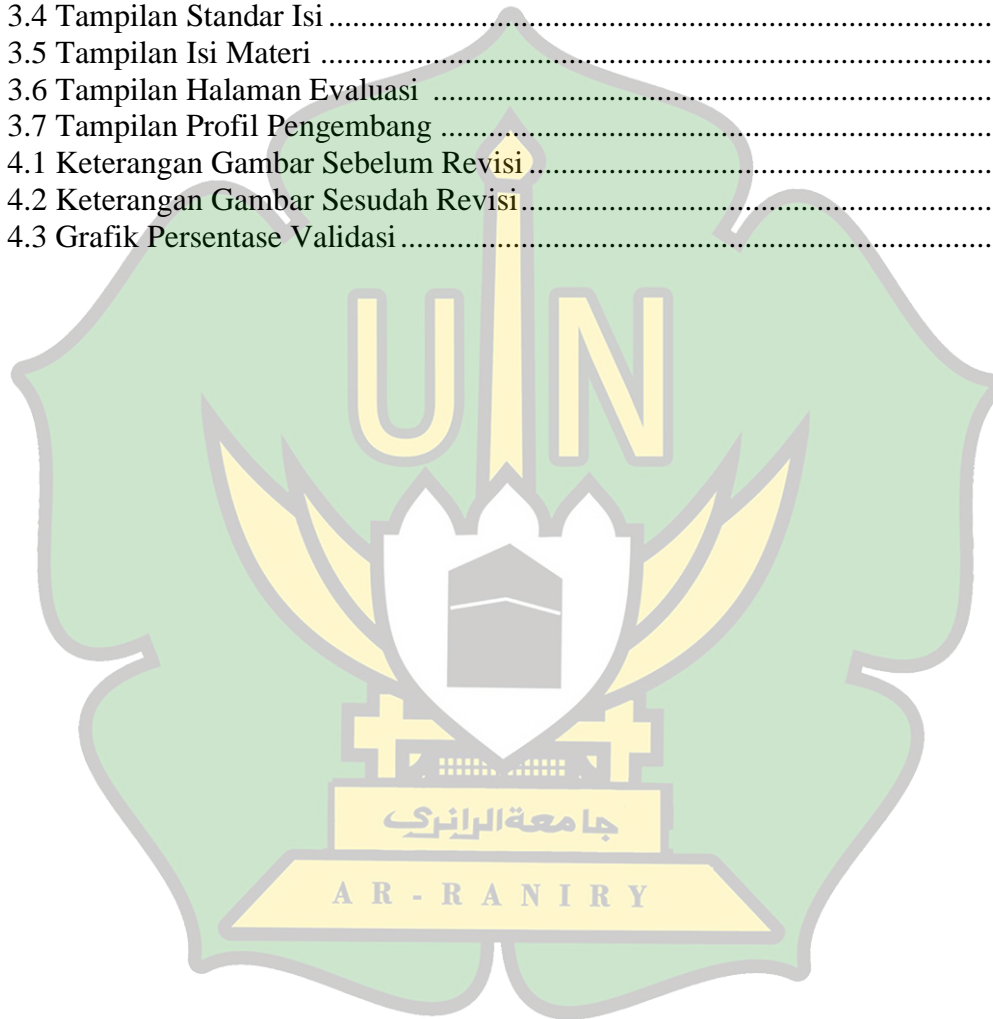 3.4 Tampilan Standar Isi ....................................................................................
3.5 Tampilan Isi Materi .....................................................................................
3.6 Tampilan Halaman Evaluasi .......................................................................
3.7 Tampilan Profil Pengembang ......................................................................
4.1 Keterangan Gambar Sebelum Revisi ...........................................................
4.2 Keterangan Gambar Sesudah Revisi ............................................................
4.3 Grafik Persentase Validasi ...........................................................................
UIN
جامعة الرانري
AR-RANIRY